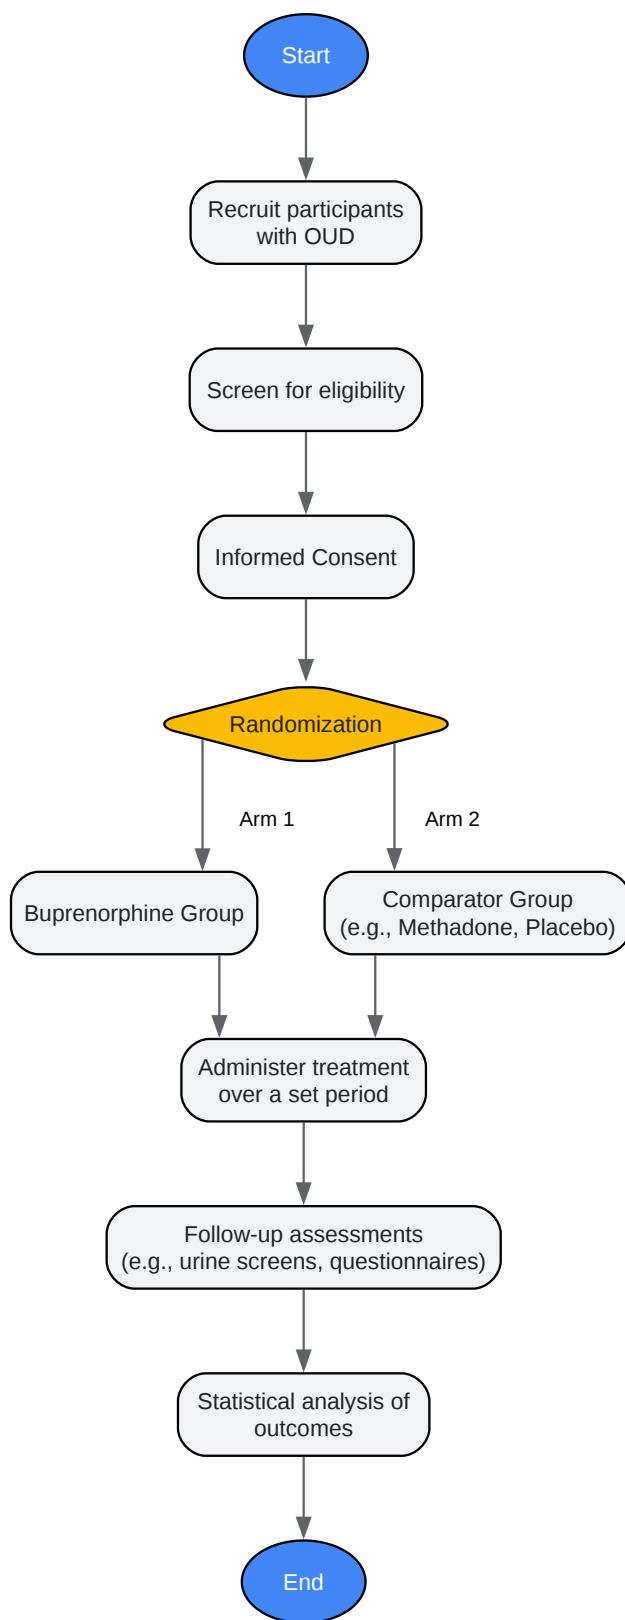 Start
Recruit participants
with OUD
Screen for eligibility
Informed Consent
Randomization
Arm 1
Arm 2
Buprenorphine Group
Comparator Group
(e.g., Methadone, Placebo)
Administer treatment
over a set period
Follow-up assessments
(e.g., urine screens, questionnaires)
Statistical analysis of
outcomes
End